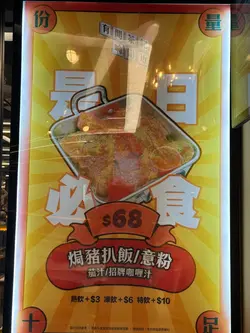 份 量
是 日
必 食
$68
焗豬扒飯/意粉
茄汁/招牌咖喱汁
熱飲+$3 凍飲+$6 特飲+$10
十 足